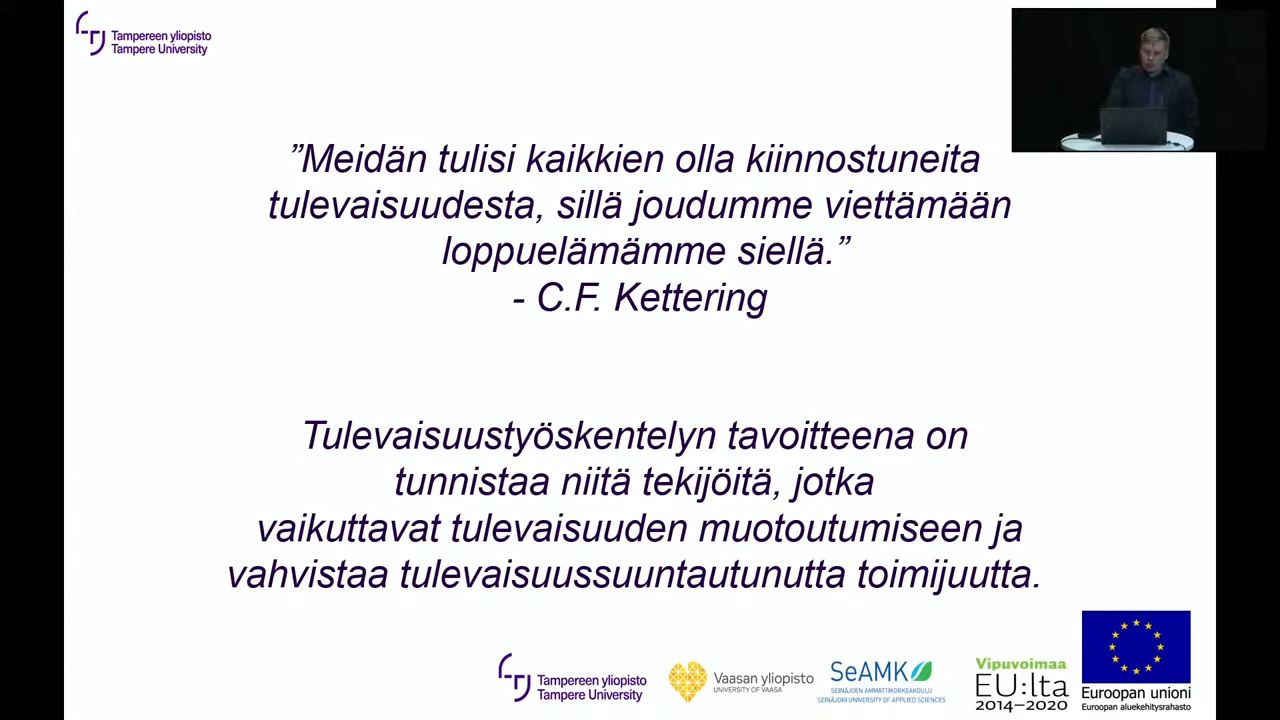 Tampereen yliopisto
Tampere University
”Meidän tulisi kaikkien olla kiinnostuneita
tulevaisuudesta, sillä joudumme viettämään
loppuelämämme siellä.”
- C.F. Kettering
Tulevaisuustyöskentelyn tavoitteena on
tunnistaa niitä tekijöitä, jotka
vaikuttavat tulevaisuuden muotoutumiseen ja
vahvistaa tulevaisuussuuntautunutta toimijuutta.
Tampereen yliopisto
Tampere University
Vaasan yliopisto
UNIVERSITY OF VAASA
SeAMK
SEINÄJOEN AMMATTIKORKEAKOULU
SEINÄJOKI UNIVERSITY OF APPLIED SCIENCES
Vipuvoimaa
EU:lta
2014–2020
Euroopan unioni
Euroopan aluekehitysrahasto